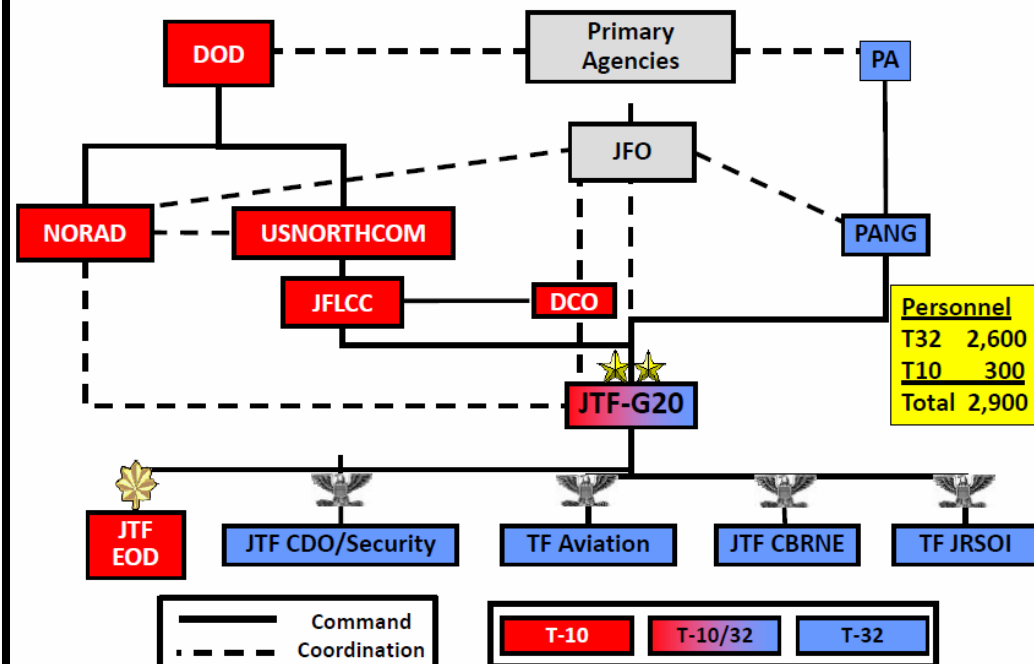 DOD
Primary
Agencies
PA
JFO
NORAD
USNORTHCOM
PANG
JFLCC
DCO
Personnel
T32 2,600
T10 300
Total 2,900
JTF-G20
JTF
EOD
JTF CDO/Security
TF Aviation
JTF CBRNE
TF JRSOI
Command
Coordination
T-10
T-10/32
T-32